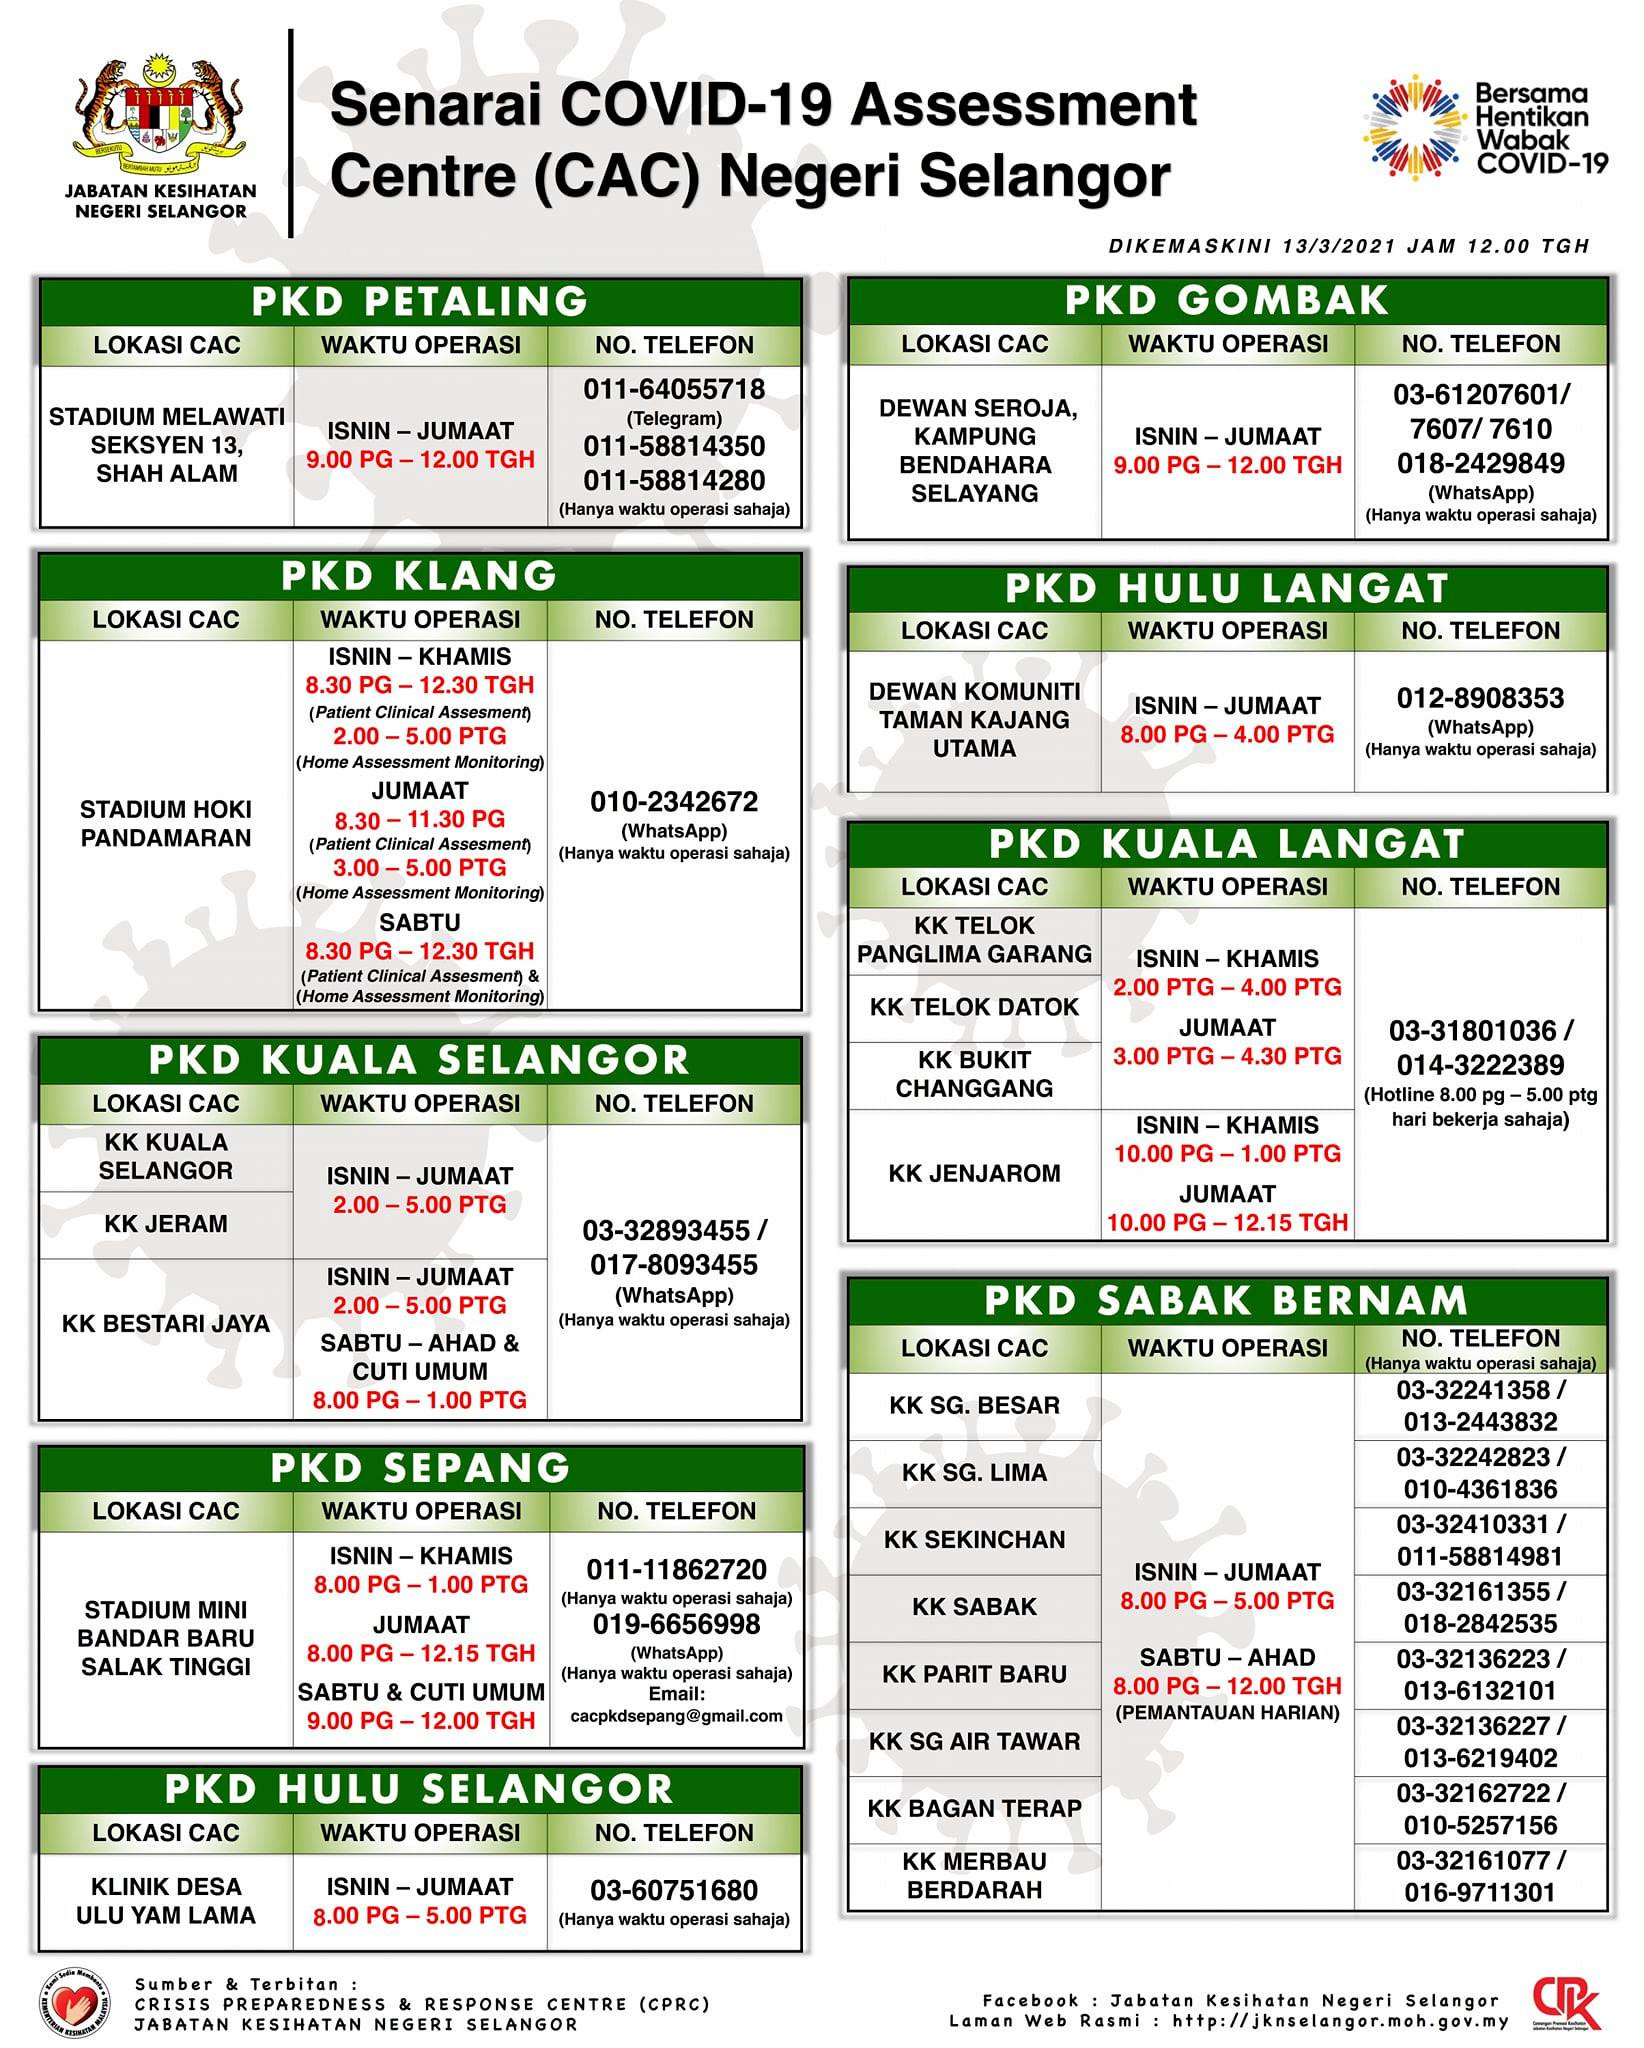 JABATAN KESIHATAN
NEGERI SELANGOR
Senarai COVID-19 Assessment
Centre (CAC) Negeri Selangor
Bersama
Hentikan
Wabak
COVID-19
DIKEMASKINI 13/3/2021 JAM 12.00 TGH
PKD PETALING
LOKASI CAC WAKTU OPERASI NO. TELEFON
STADIUM MELAWATI
SEKSYEN 13,
SHAH ALAM
ISNIN – JUMAAT
9.00 PG – 12.00 TGH
011-64055718
(Telegram)
011-58814350
011-58814280
(Hanya waktu operasi sahaja)
PKD KLANG
LOKASI CAC WAKTU OPERASI NO. TELEFON
STADIUM HOKI
PANDAMARAN
ISNIN – KHAMIS
8.30 PG – 12.30 TGH
(Patient Clinical Assesment)
2.00 – 5.00 PTG
(Home Assessment Monitoring)
JUMAAT
8.30 – 11.30 PG
(Patient Clinical Assesment)
3.00 – 5.00 PTG
(Home Assessment Monitoring)
SABTU
8.30 PG – 12.30 TGH
(Patient Clinical Assesment) &
(Home Assessment Monitoring)
010-2342672
(WhatsApp)
(Hanya waktu operasi sahaja)
PKD KUALA SELANGOR
LOKASI CAC WAKTU OPERASI NO. TELEFON
KK KUALA
SELANGOR
KK JERAM
ISNIN – JUMAAT
2.00 – 5.00 PTG
KK BESTARI JAYA
ISNIN – JUMAAT
2.00 – 5.00 PTG
SABTU – AHAD &
CUTI UMUM
8.00 PG – 1.00 PTG
03-32893455 /
017-8093455
(WhatsApp)
(Hanya waktu operasi sahaja)
PKD SEPANG
LOKASI CAC WAKTU OPERASI NO. TELEFON
STADIUM MINI
BANDAR BARU
SALAK TINGGI
ISNIN – KHAMIS
8.00 PG – 1.00 PTG
JUMAAT
8.00 PG – 12.15 TGH
SABTU & CUTI UMUM
9.00 PG – 12.00 TGH
011-11862720
(Hanya waktu operasi sahaja)
019-6656998
(WhatsApp)
(Hanya waktu operasi sahaja)
Email:
cacpkdsepang@gmail.com
PKD HULU SELANGOR
LOKASI CAC WAKTU OPERASI NO. TELEFON
KLINIK DESA
ULU YAM LAMA
ISNIN – JUMAAT
8.00 PG – 5.00 PTG
03-60751680
(Hanya waktu operasi sahaja)
PKD GOMBAK
LOKASI CAC WAKTU OPERASI NO. TELEFON
DEWAN SEROJA,
KAMPUNG
BENDAHARA
SELAYANG
ISNIN – JUMAAT
9.00 PG – 12.00 TGH
03-61207601/
7607/ 7610
018-2429849
(WhatsApp)
(Hanya waktu operasi sahaja)
PKD HULU LANGAT
LOKASI CAC WAKTU OPERASI NO. TELEFON
DEWAN KOMUNITI
TAMAN KAJANG
UTAMA
ISNIN – JUMAAT
8.00 PG – 4.00 PTG
012-8908353
(WhatsApp)
(Hanya waktu operasi sahaja)
PKD KUALA LANGAT
LOKASI CAC WAKTU OPERASI NO. TELEFON
KK TELOK
PANGLIMA GARANG
KK TELOK DATOK
KK BUKIT
CHANGGANG
ISNIN – KHAMIS
2.00 PTG – 4.00 PTG
JUMAAT
3.00 PTG – 4.30 PTG
KK JENJAROM
ISNIN – KHAMIS
10.00 PG – 1.00 PTG
JUMAAT
10.00 PG – 12.15 TGH
03-31801036 /
014-3222389
(Hotline 8.00 pg – 5.00 ptg
hari bekerja sahaja)
PKD SABAK BERNAM
LOKASI CAC WAKTU OPERASI NO. TELEFON
(Hanya waktu operasi sahaja)
KK SG. BESAR
03-32241358 /
013-2443832
KK SG. LIMA
03-32242823 /
010-4361836
KK SEKINCHAN
03-32410331 /
011-58814981
KK SABAK
03-32161355 /
018-2842535
KK PARIT BARU
03-32136223 /
013-6132101
KK SG AIR TAWAR
03-32136227 /
013-6219402
KK BAGAN TERAP
03-32162722 /
010-5257156
KK MERBAU
BERDARAH
03-32161077 /
016-9711301
ISNIN – JUMAAT
8.00 PG – 5.00 PTG
SABTU – AHAD
8.00 PG – 12.00 TGH
(PEMANTAUAN HARIAN)
Kami Sedia Membantu
KEMENTERIAN KESIHATAN MALAYSIA
Sumber & Terbitan :
CRISIS PREPAREDNESS & RESPONSE CENTRE (CPRC)
JABATAN KESIHATAN NEGERI SELANGOR
Facebook : Jabatan Kesihatan Negeri Selangor
Laman Web Rasmi : http://jknselangor.moh.gov.my